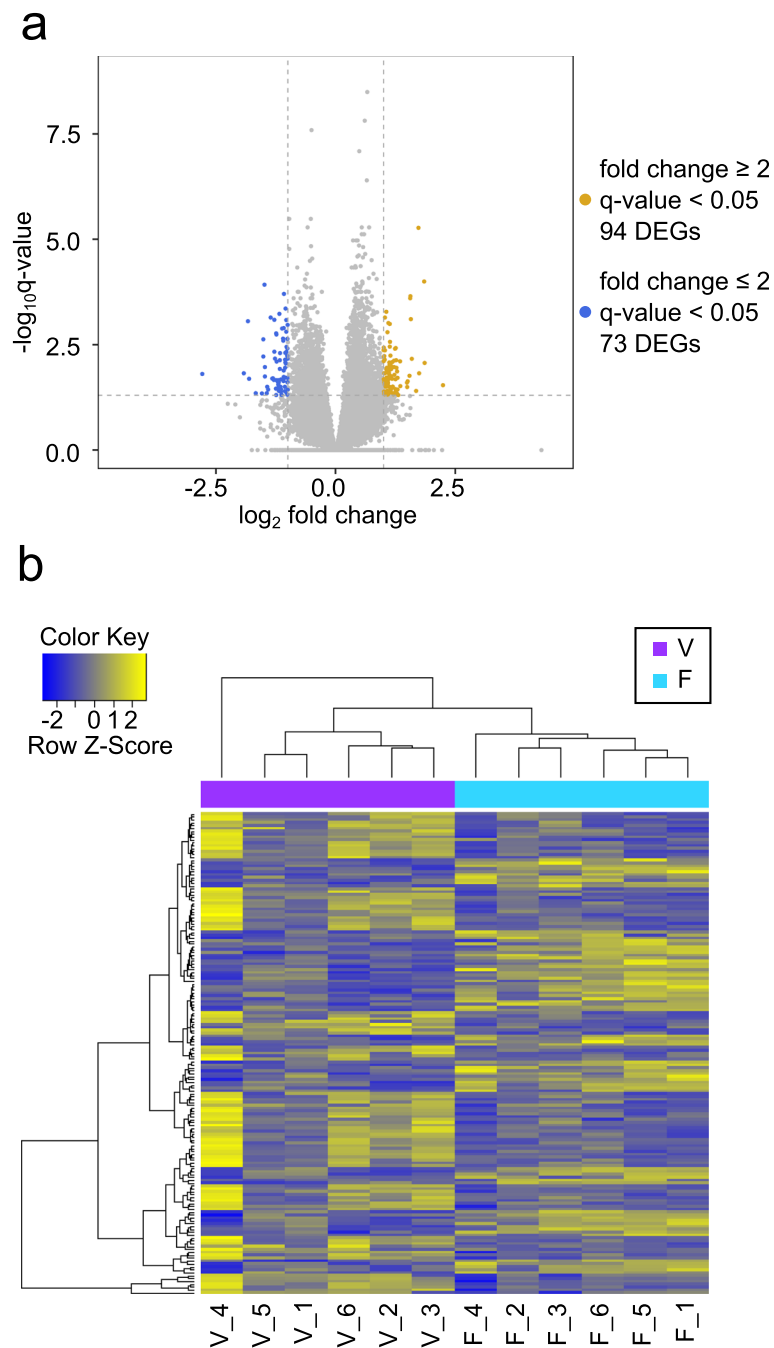 a
7.5
5.0
2.5
0.0
-log10q-value
-2.5 0.0 2.5
log2 fold change
fold change ≥ 2
q-value < 0.05
94 DEGs
fold change ≤ 2
q-value < 0.05
73 DEGs
b
Color Key
-2 0 1 2
Row Z-Score
V
F
V_4 V_5 V_1 V_6 V_2 V_3 F_4 F_2 F_3 F_6 F_5 F_1